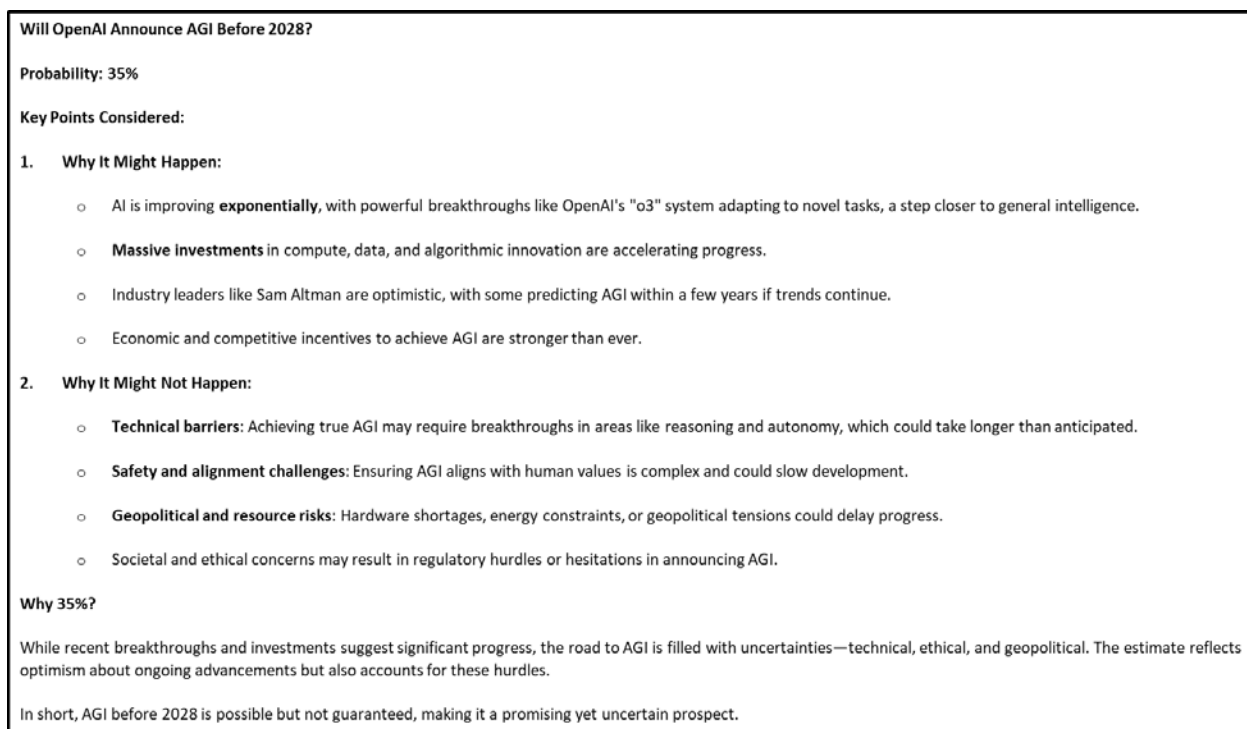 Will OpenAI Announce AGI Before 2028?
Probability: 35%
Key Points Considered:
1. Why It Might Happen:
o AI is improving exponentially, with powerful breakthroughs like OpenAI's "o3" system adapting to novel tasks, a step closer to general intelligence.
o Massive investments in compute, data, and algorithmic innovation are accelerating progress.
o Industry leaders like Sam Altman are optimistic, with some predicting AGI within a few years if trends continue.
o Economic and competitive incentives to achieve AGI are stronger than ever.
2. Why It Might Not Happen:
o Technical barriers: Achieving true AGI may require breakthroughs in areas like reasoning and autonomy, which could take longer than anticipated.
o Safety and alignment challenges: Ensuring AGI aligns with human values is complex and could slow development.
o Geopolitical and resource risks: Hardware shortages, energy constraints, or geopolitical tensions could delay progress.
o Societal and ethical concerns may result in regulatory hurdles or hesitations in announcing AGI.
Why 35%?
While recent breakthroughs and investments suggest significant progress, the road to AGI is filled with uncertainties—technical, ethical, and geopolitical. The estimate reflects
optimism about ongoing advancements but also accounts for these hurdles.
In short, AGI before 2028 is possible but not guaranteed, making it a promising yet uncertain prospect.